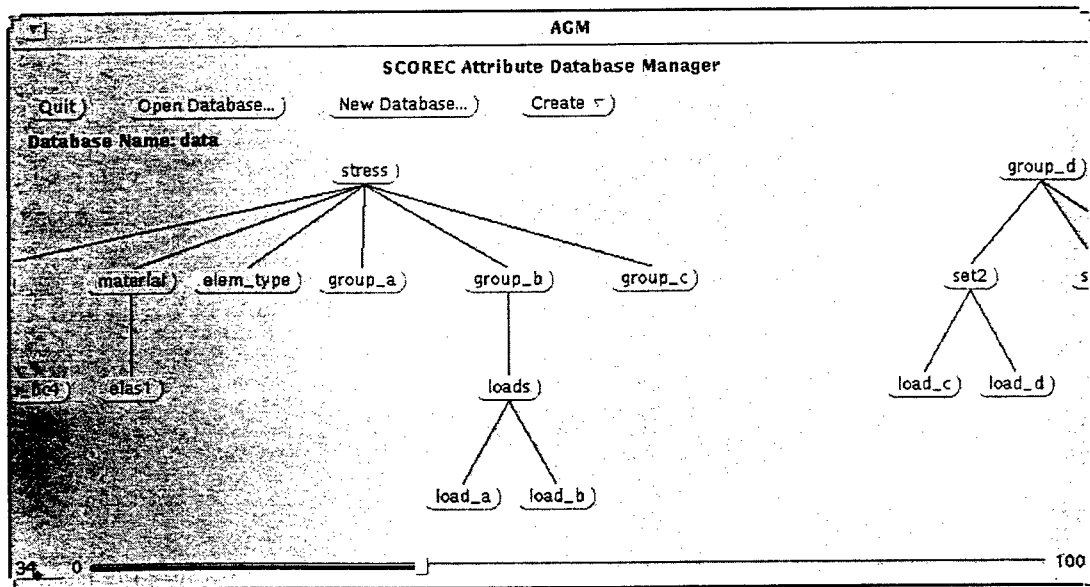 AGM
SCOREC Attribute Database Manager
Quit Open Database... New Database... Create
Database Name: data
stress group_d
material elem_type group_a group_b group_c set2 s
elas1 loads load_c load_d
load_a load_b
34 0 100